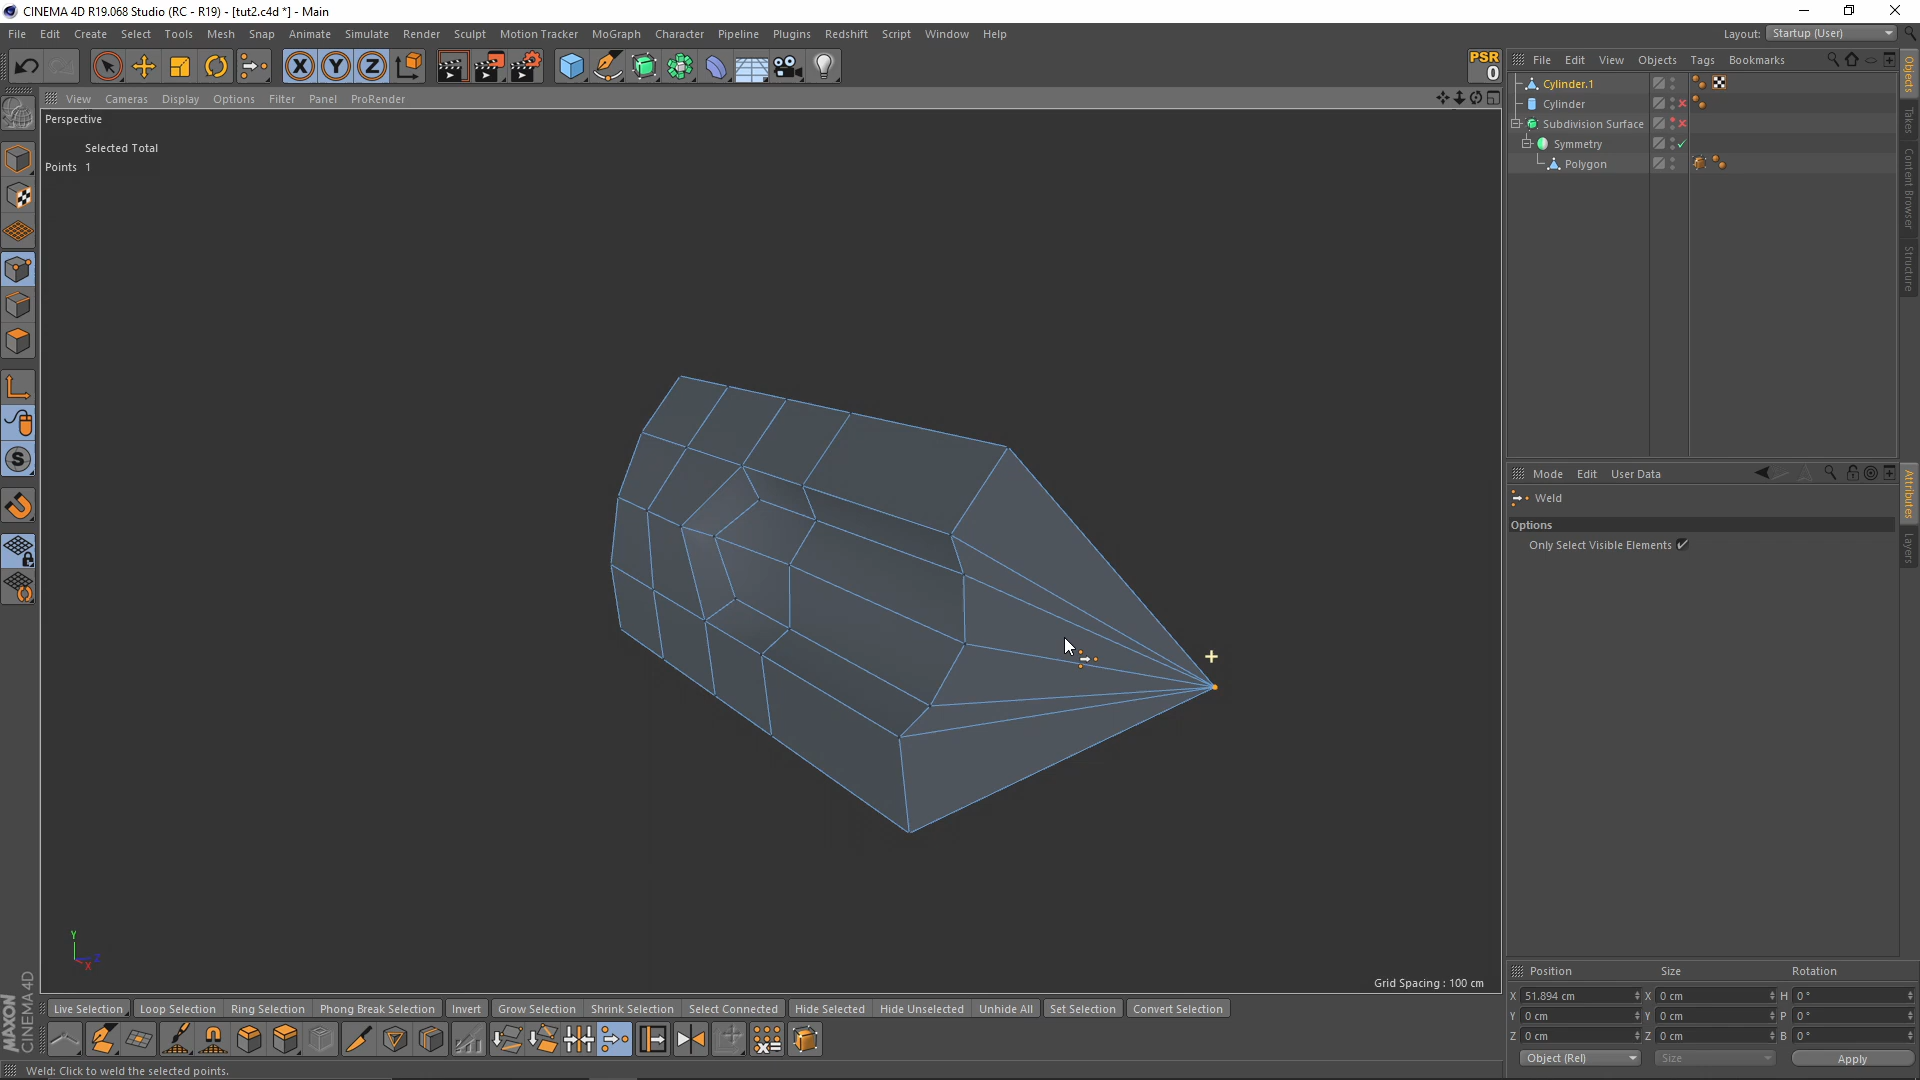 CINEMA 4D R19.068 Studio (RC - R19) - [tut2.c4d *] - Main
File Edit Create Select Tools Mesh Snap Animate Simulate Render Sculpt Motion Tracker MoGraph Character Pipeline Plugins Redshift Script Window Help
Layout: Startup (User)
X Y Z
PSR
0
File Edit View Objects Tags Bookmarks
View Cameras Display Options Filter Panel ProRender
Perspective
Selected Total
Points 1
Cylinder.1
Cylinder
Subdivision Surface
Symmetry
Polygon
Objects
Takes
Content Browser
Structure
Mode Edit User Data
Weld
Options
Only Select Visible Elements
Attributes
Layers
S
Y
Z
X
Grid Spacing : 100 cm
Live Selection Loop Selection Ring Selection Phong Break Selection Invert Grow Selection Shrink Selection Select Connected Hide Selected Hide Unselected Unhide All Set Selection Convert Selection
Position Size Rotation
X 51.894 cm X 0 cm H 0 °
Y 0 cm Y 0 cm P 0 °
Z 0 cm Z 0 cm B 0 °
Object (Rel) Size Apply
MAXON
CINEMA 4D
Weld: Click to weld the selected points.